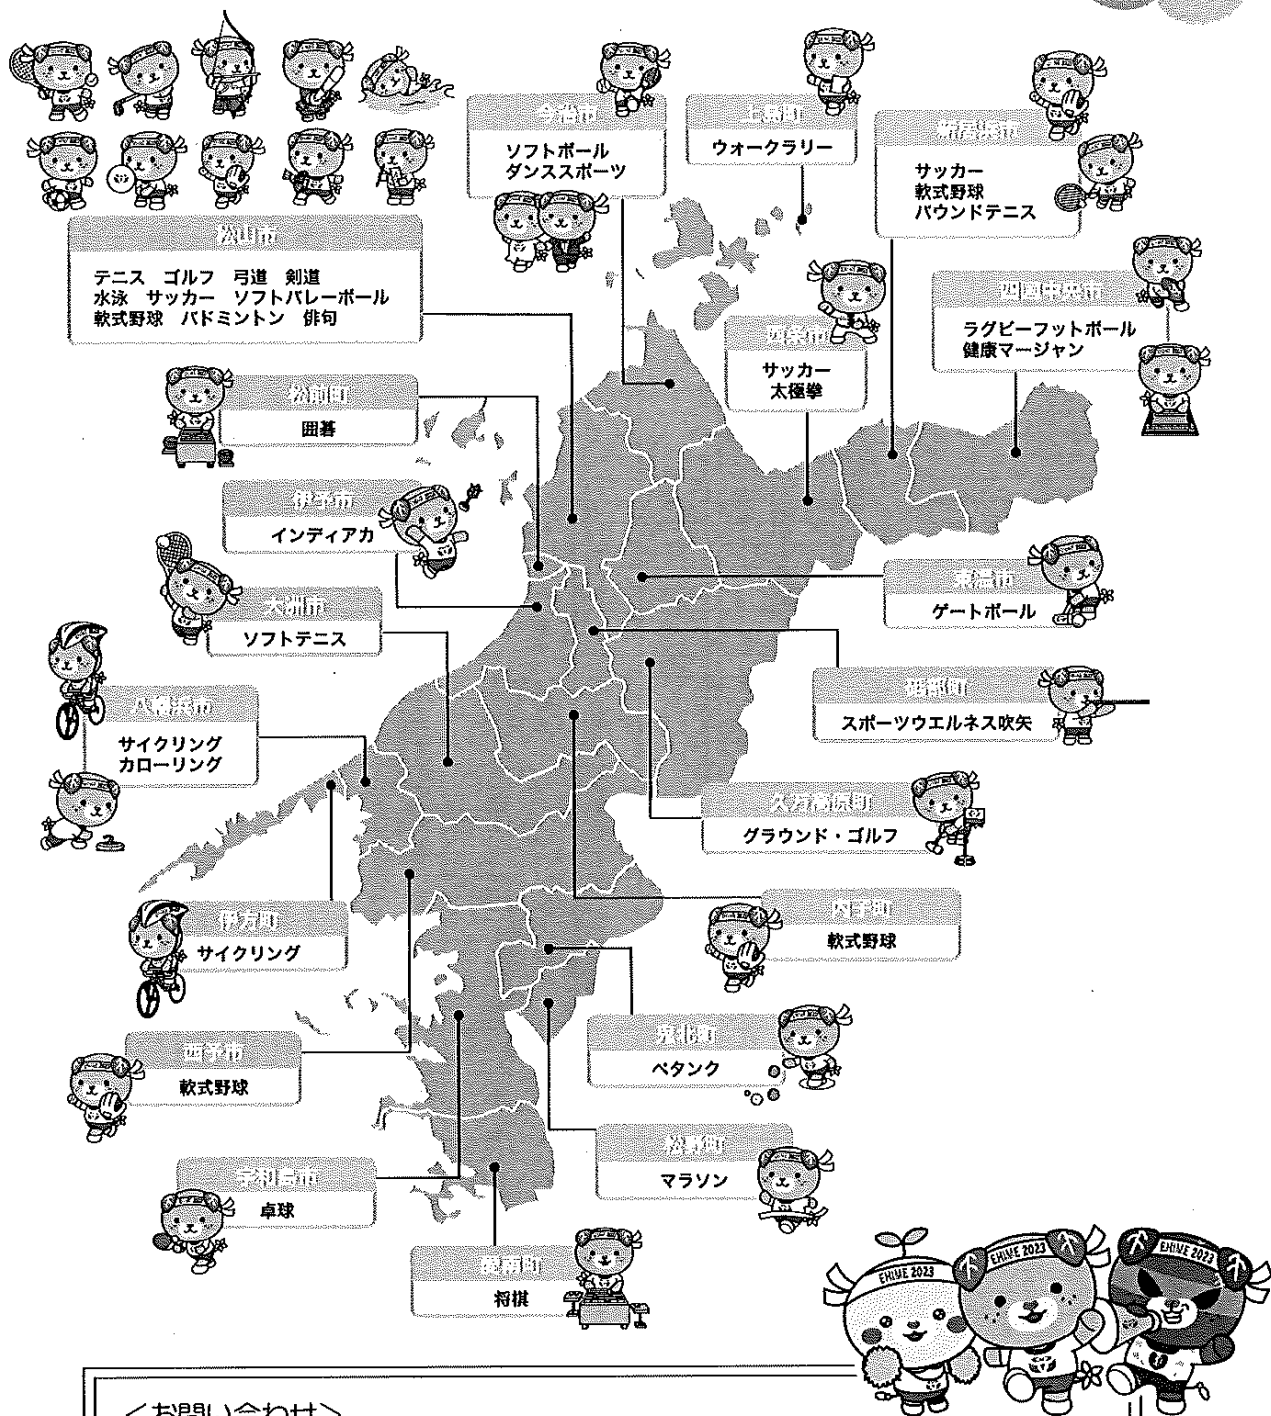 今治市
ソフトボール
ダンススポーツ
上島町
ウォークラリー
新居浜市
サッカー
軟式野球
バウンドテニス
松山市
テニス ゴルフ 弓道 剣道
水泳 サッカー ソフトバレーボール
軟式野球 バドミントン 俳句
四国中央市
ラグビーフットボール
健康マージャン
西条市
サッカー
太極拳
松前町
囲碁
伊予市
インディアカ
大洲市
ソフトテニス
東温市
ゲートボール
砥部町
スポーツウエルネス吹矢
八幡浜市
サイクリング
カローリング
久万高原町
グラウンド・ゴルフ
内子町
軟式野球
伊方町
サイクリング
鬼北町
ペタンク
西予市
軟式野球
松野町
マラソン
宇和島市
卓球
愛南町
将棋
EHIME 2023
EHIME 2023
EHIME 2023
＜お問い合わせ＞